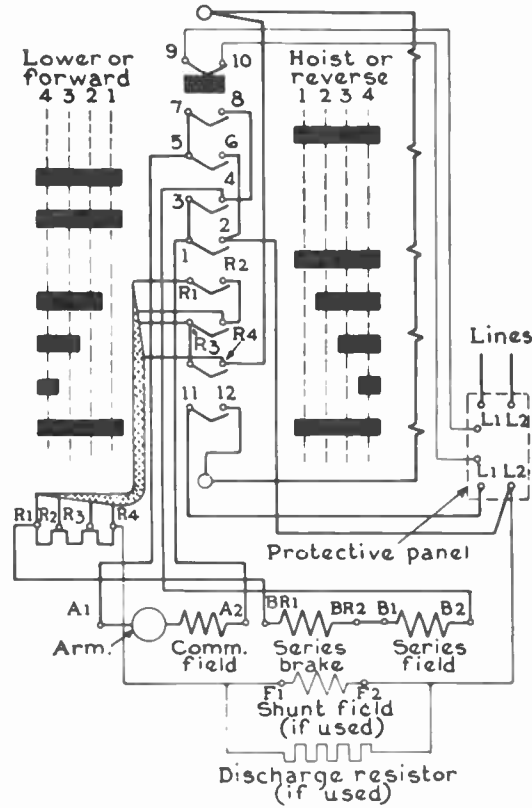 Lower or
forward
4 3 2 1
9 10
Hoist or
reverse
1 2 3 4
7 8
5 6
4
3
2
1
R2
R1
R3 R4
11 12
Lines
L1 L2
L1 L2
Protective panel
R1 R2 R3 R4
A1 A2 BR1 BR2 B1 B2
Arm.
Comm.
field
Series
brake
Series
field
F1 F2
Shunt field
(if used)
Discharge resistor
(if used)